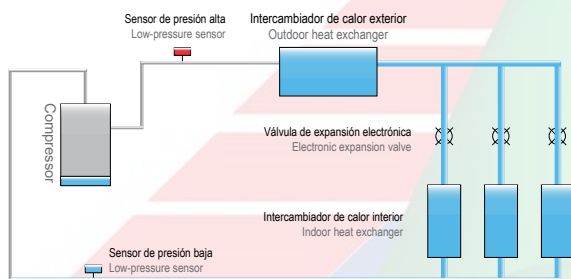 Sensor de presión alta
Low-pressure sensor
Intercambiador de calor exterior
Outdoor heat exchanger
Compressor
Válvula de expansión electrónica
Electronic expansion valve
Intercambiador de calor interior
Indoor heat exchanger
Sensor de presión baja
Low-pressure sensor